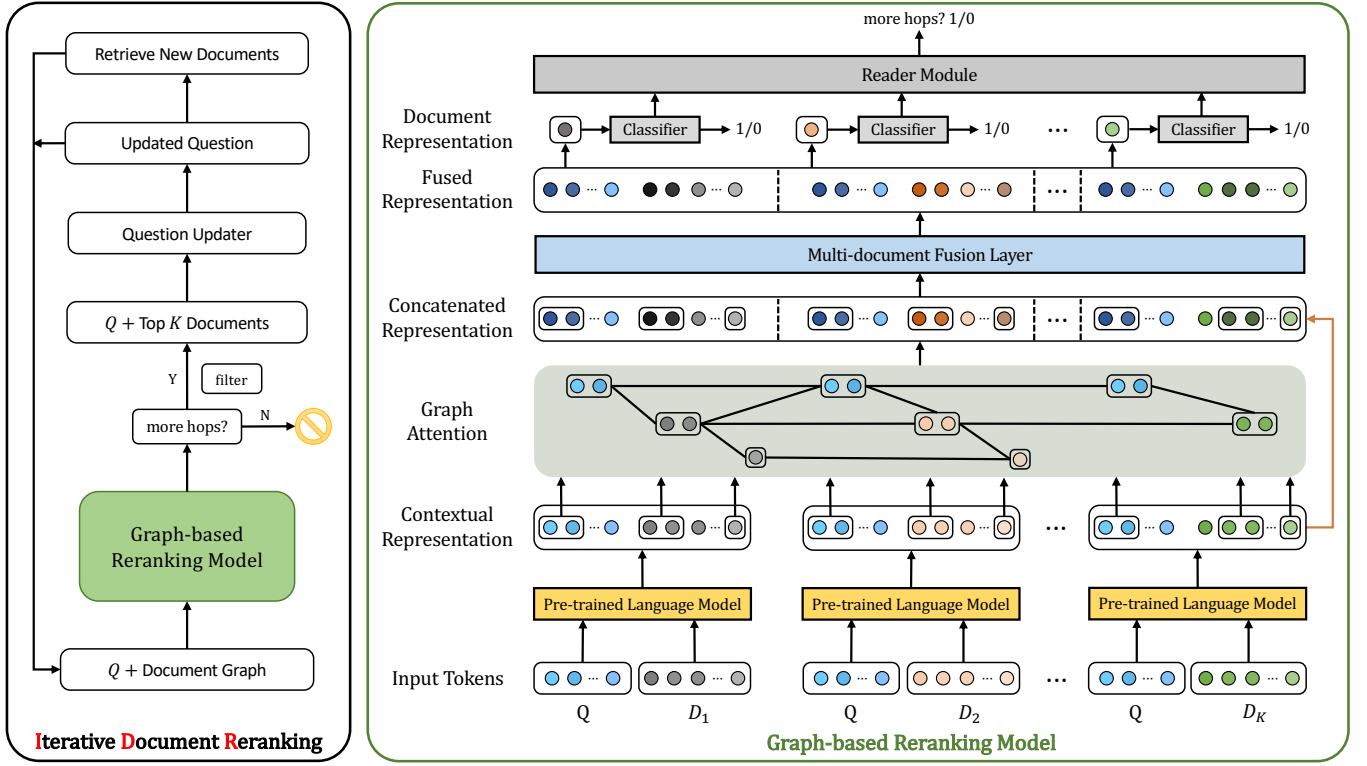 Retrieve New Documents
Updated Question
Question Updater
Q + Top K Documents
Y
filter
more hops?
N
Graph-based
Reranking Model
Q + Document Graph
Iterative Document Reranking
more hops? 1/0
Reader Module
Document
Representation
Classifier
1/0
Classifier
1/0
...
Classifier
1/0
Fused
Representation
... ... ... ... ... ... ...
Multi-document Fusion Layer
Concatenated
Representation
... ... ... ... ... ... ...
Graph
Attention
Contextual
Representation
... ... ... ... ... ... ...
Pre-trained Language Model
Pre-trained Language Model
Pre-trained Language Model
Input Tokens
... ... ... ... ... ... ...
Q
D1
Q
D2
Q
DK
Graph-based Reranking Model